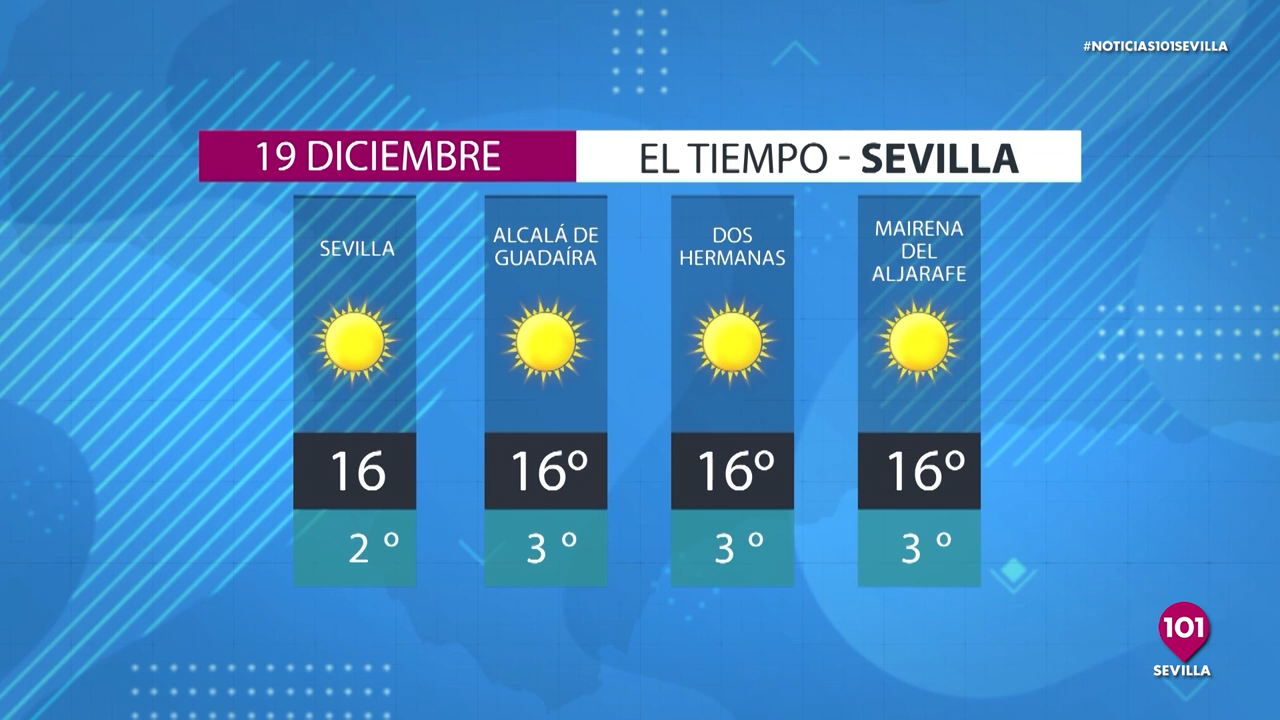 #NOTICIAS101SEVILLA
19 DICIEMBRE
EL TIEMPO - SEVILLA
SEVILLA
16
2 º
ALCALÁ DE
GUADAÍRA
16º
3 º
DOS
HERMANAS
16º
3 º
MAIRENA
DEL
ALJARAFE
16º
3 º
101
SEVILLA